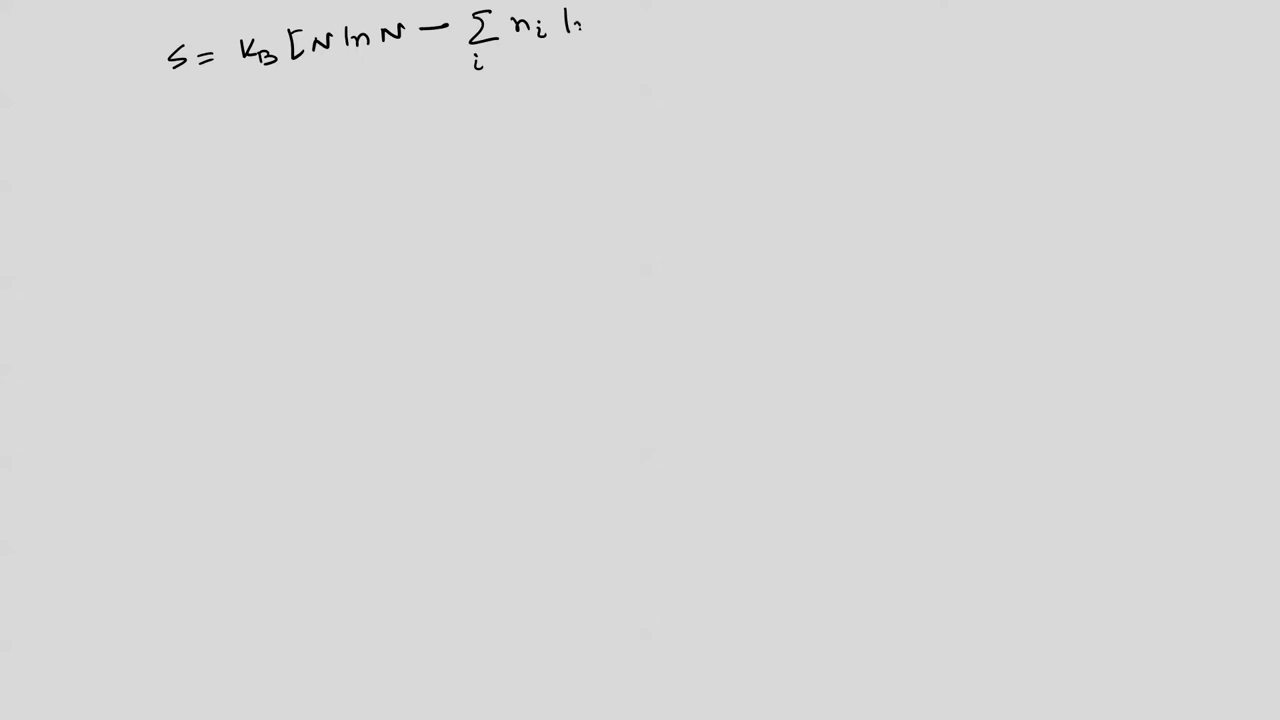 S = K_B [N ln N − ∑_i n_i l